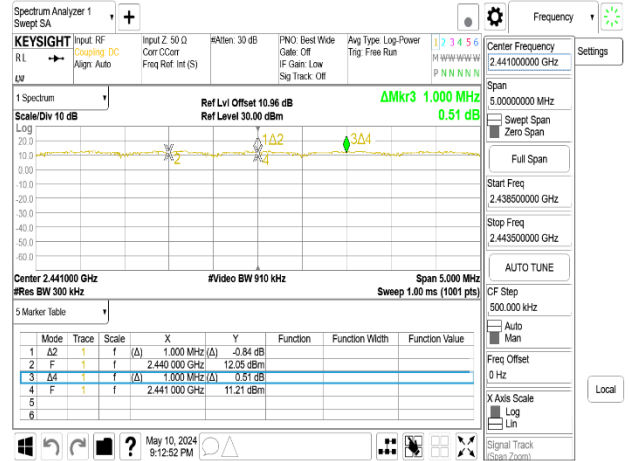 Spectrum Analyzer 1
Swept SA
+
Frequency
KEYSIGHT Input: RF Input Z: 50 Ω #Atten: 30 dB PNO: Best Wide Avg Type: Log-Power 1 2 3 4 5 6
RL Coupling: DC Corr CCorr Gate: Off Trig: Free Run M W W W W W
Align: Auto Freq Ref: Int (S) IF Gain: Low P N N N N N
Sig Track: Off
1 Spectrum
Scale/Div 10 dB
Ref Lvl Offset 10.96 dB
Ref Level 30.00 dBm
ΔMkr3 1.000 MHz
0.51 dB
Log
20.0
10.0
0.00
-10.0
-20.0
-30.0
-40.0
-50.0
-60.0
2
1Δ2
4
3Δ4
Center 2.441000 GHz #Video BW 910 kHz Span 5.000 MHz
#Res BW 300 kHz Sweep 1.00 ms (1001 pts)
5 Marker Table
Mode Trace Scale X Y Function Function Width Function Value
1 Δ2 1 f (Δ) 1.000 MHz (Δ) -0.84 dB
2 F 1 f 2.440 000 GHz 12.05 dBm
3 Δ4 1 f (Δ) 1.000 MHz (Δ) 0.51 dB
4 F 1 f 2.441 000 GHz 11.21 dBm
5
6
May 10, 2024
9:12:52 PM
?
Center Frequency
2.441000000 GHz
Settings
Span
5.00000000 MHz
Swept Span
Zero Span
Full Span
Start Freq
2.438500000 GHz
Stop Freq
2.443500000 GHz
AUTO TUNE
CF Step
500.000 kHz
Auto
Man
Freq Offset
0 Hz
X Axis Scale
Log
Lin
Signal Track
(Span Zoom)
Local